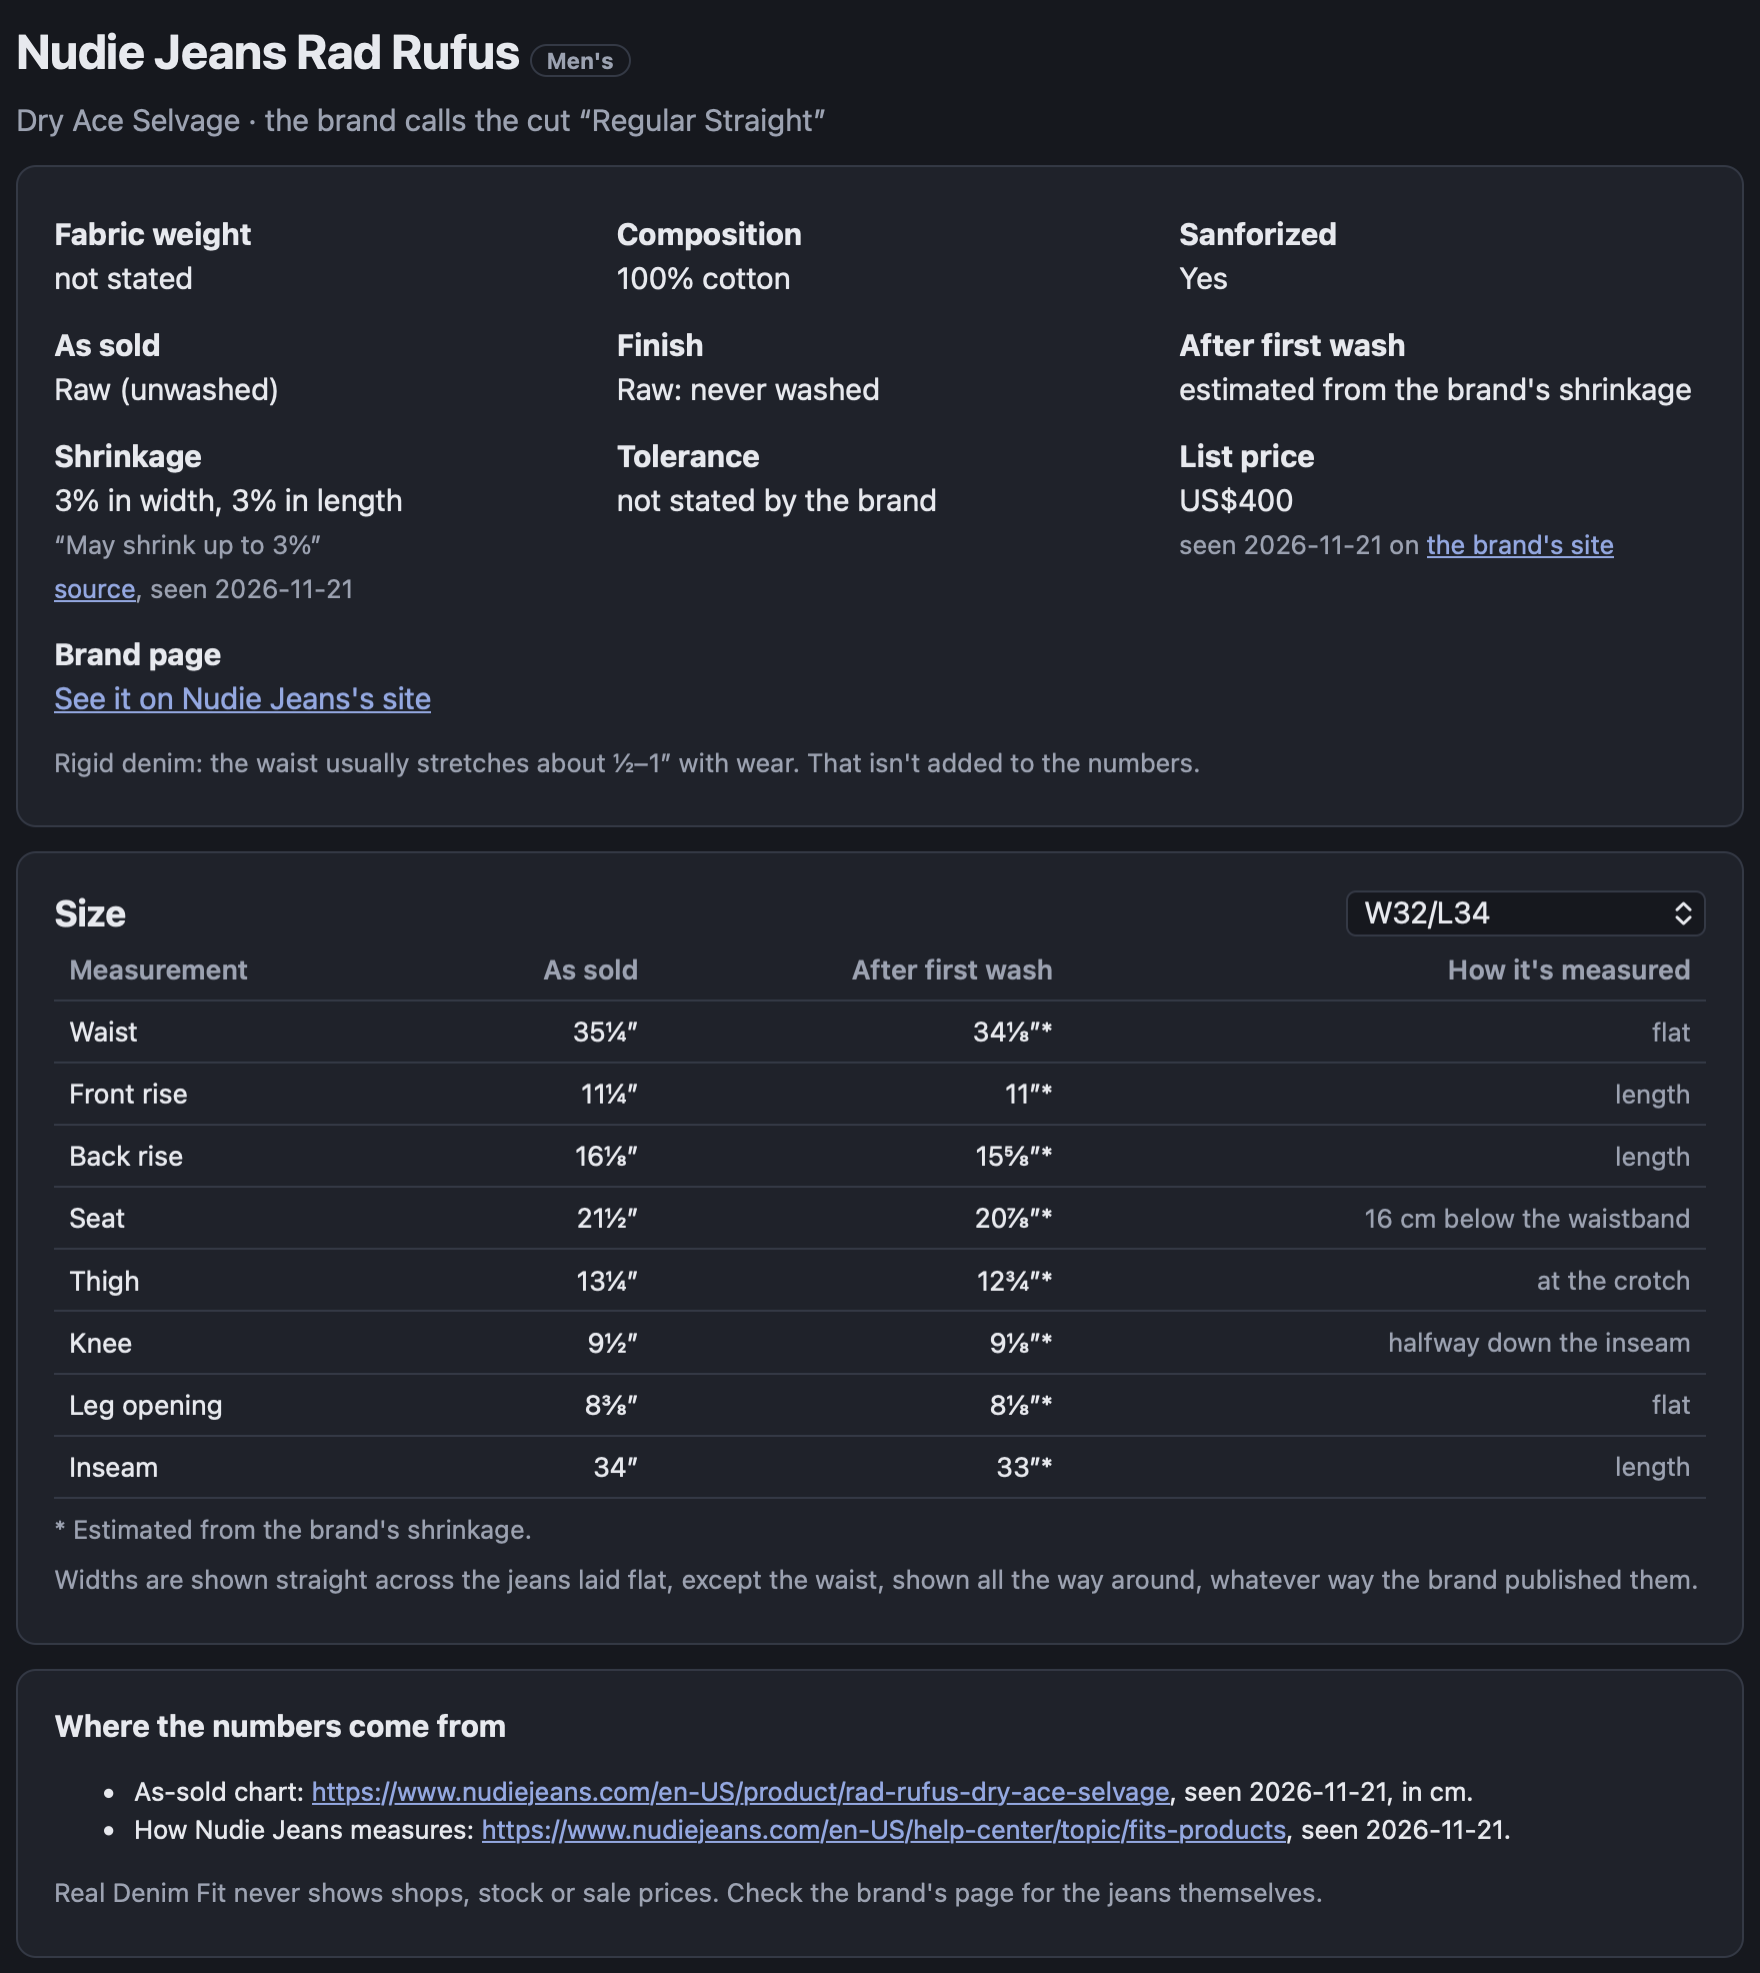 Nudie Jeans Rad Rufus Men's
Dry Ace Selvage · the brand calls the cut “Regular Straight”
Fabric weight
not stated
Composition
100% cotton
Sanforized
Yes
As sold
Raw (unwashed)
Finish
Raw: never washed
After first wash
estimated from the brand's shrinkage
Shrinkage
3% in width, 3% in length
“May shrink up to 3%”
source, seen 2026-11-21
Tolerance
not stated by the brand
List price
US$400
seen 2026-11-21 on the brand's site
Brand page
See it on Nudie Jeans's site
Rigid denim: the waist usually stretches about ½–1″ with wear. That isn't added to the numbers.
Size W32/L34
Measurement As sold After first wash How it's measured
Waist 35¼″ 34⅛″* flat
Front rise 11¼″ 11″* length
Back rise 16⅛″ 15⅝″* length
Seat 21½″ 20⅞″* 16 cm below the waistband
Thigh 13¼″ 12¾″* at the crotch
Knee 9½″ 9⅛″* halfway down the inseam
Leg opening 8⅜″ 8⅛″* flat
Inseam 34″ 33″* length
* Estimated from the brand's shrinkage.
Widths are shown straight across the jeans laid flat, except the waist, shown all the way around, whatever way the brand published them.
Where the numbers come from
• As-sold chart: https://www.nudiejeans.com/en-US/product/rad-rufus-dry-ace-selvage, seen 2026-11-21, in cm.
• How Nudie Jeans measures: https://www.nudiejeans.com/en-US/help-center/topic/fits-products, seen 2026-11-21.
Real Denim Fit never shows shops, stock or sale prices. Check the brand's page for the jeans themselves.